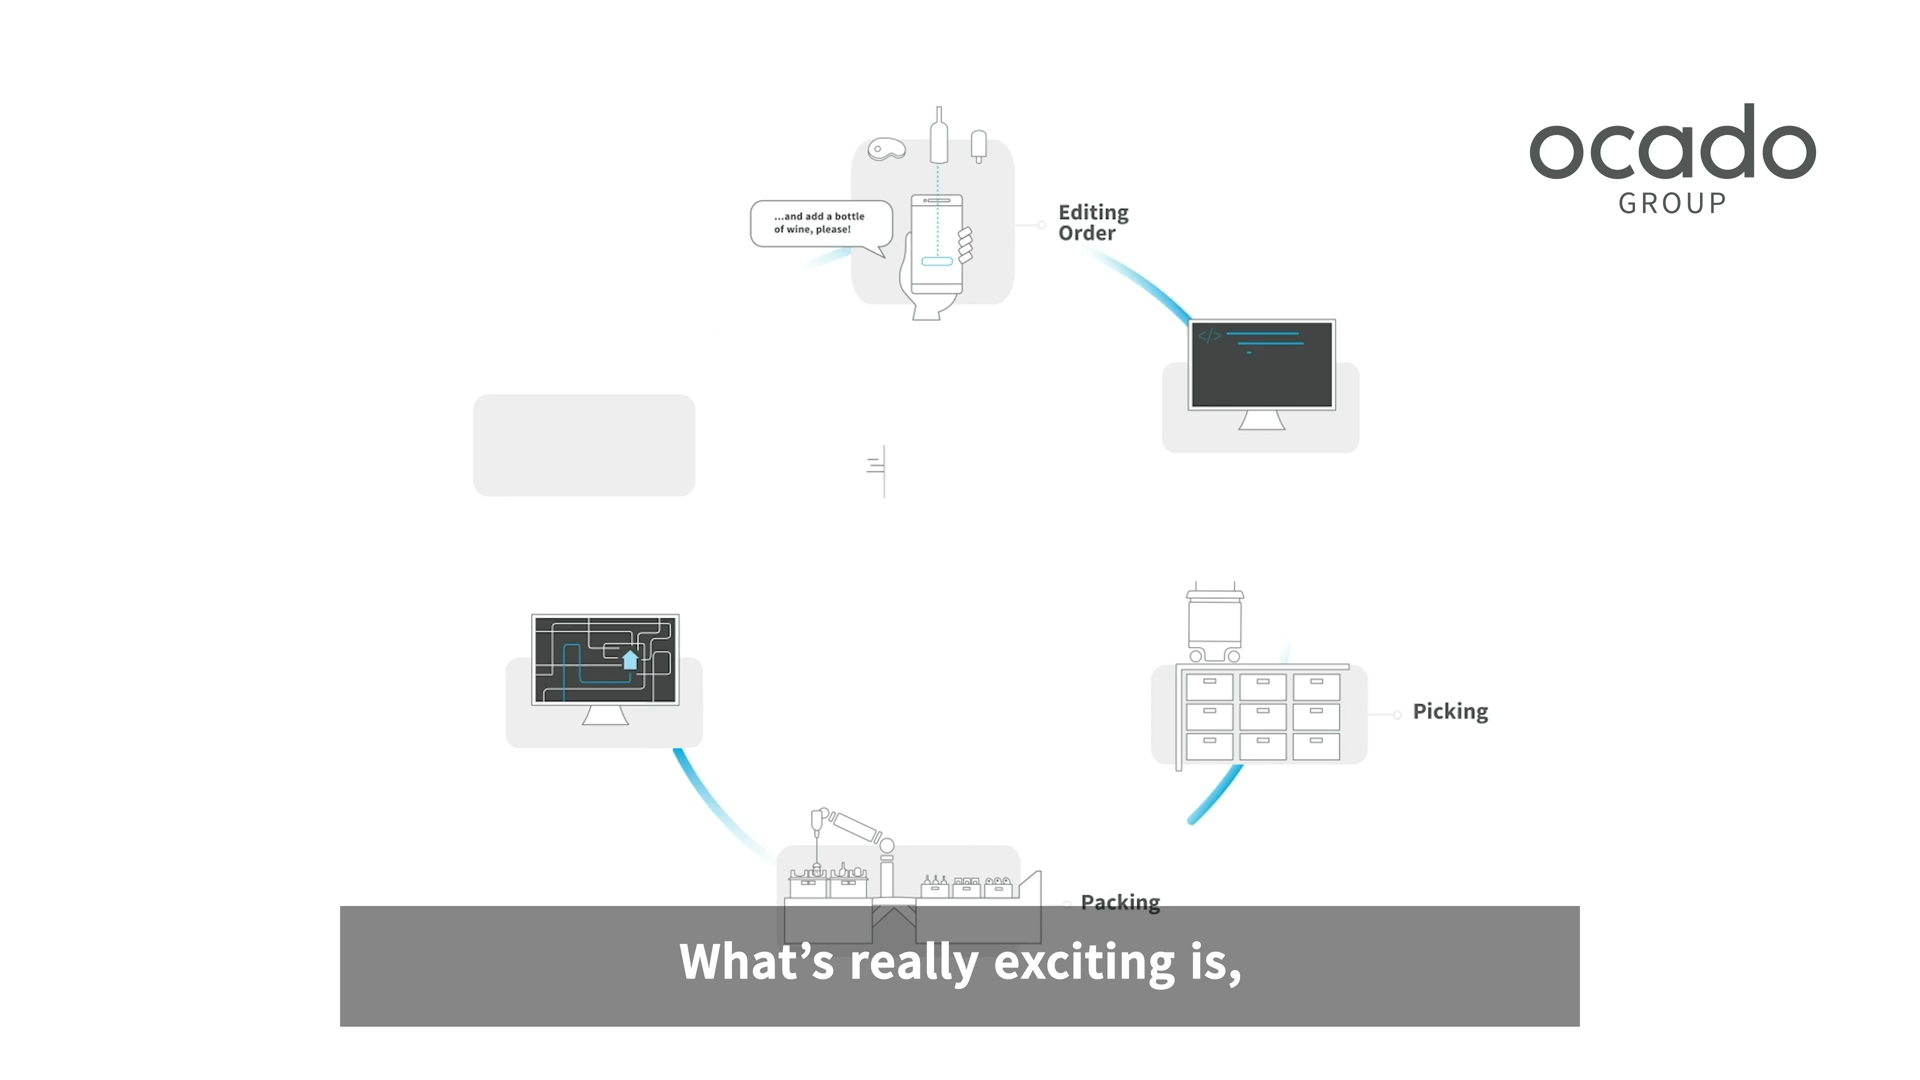 ocado
GROUP
...and add a bottle
of wine, please!
Editing
Order
</>
Picking
Packing
What’s really exciting is,